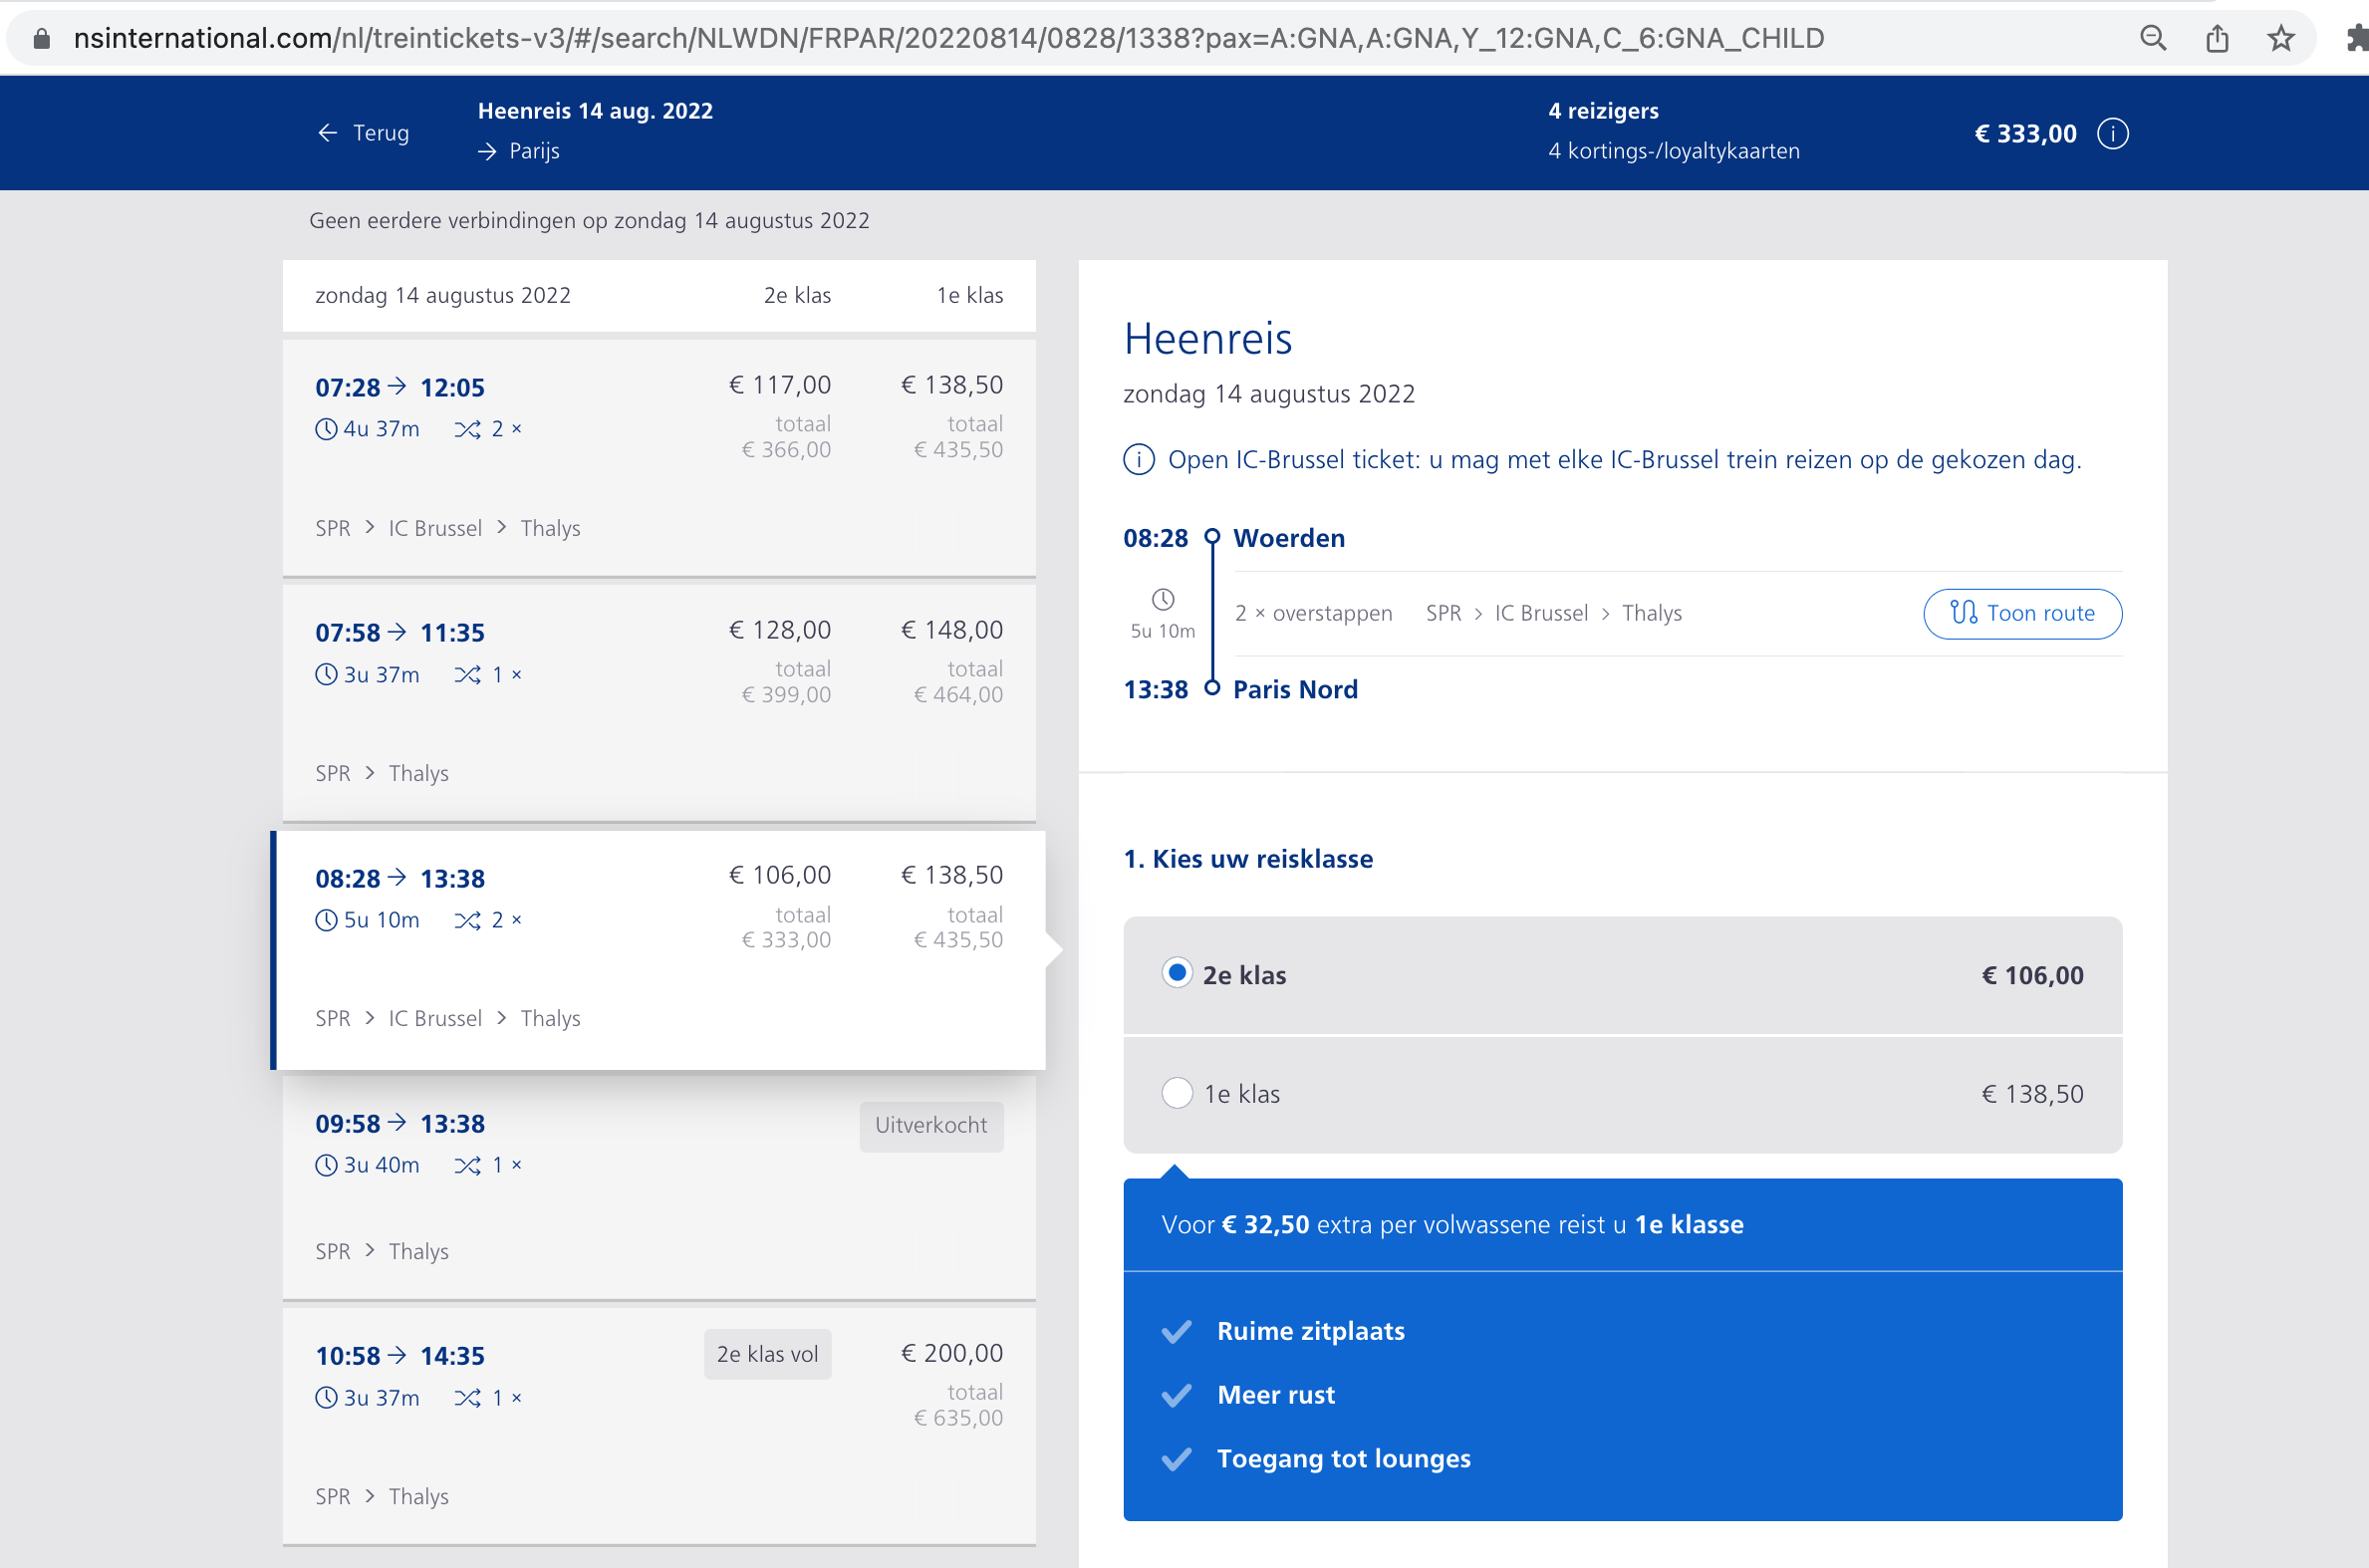 nsinternational.com/nl/treintickets-v3/#/search/NLWDN/FRPAR/20220814/0828/1338?pax=A:GNA,A:GNA,Y_12:GNA,C_6:GNA_CHILD
Terug
Heenreis 14 aug. 2022
Parijs
4 reizigers
4 kortings-/loyaltykaarten
€ 333,00
Geen eerdere verbindingen op zondag 14 augustus 2022
zondag 14 augustus 2022 2e klas 1e klas
07:28 → 12:05 € 117,00 € 138,50
4u 37m 2 × totaal totaal
€ 366,00 € 435,50
SPR > IC Brussel > Thalys
07:58 → 11:35 € 128,00 € 148,00
3u 37m 1 × totaal totaal
€ 399,00 € 464,00
SPR > Thalys
08:28 → 13:38 € 106,00 € 138,50
5u 10m 2 × totaal totaal
€ 333,00 € 435,50
SPR > IC Brussel > Thalys
09:58 → 13:38 Uitverkocht
3u 40m 1 ×
SPR > Thalys
10:58 → 14:35 2e klas vol € 200,00
3u 37m 1 × totaal
€ 635,00
SPR > Thalys
Heenreis
zondag 14 augustus 2022
Open IC-Brussel ticket: u mag met elke IC-Brussel trein reizen op de gekozen dag.
08:28 Woerden
5u 10m 2 × overstappen SPR > IC Brussel > Thalys Toon route
13:38 Paris Nord
1. Kies uw reisklasse
2e klas € 106,00
1e klas € 138,50
Voor € 32,50 extra per volwassene reist u 1e klasse
Ruime zitplaats
Meer rust
Toegang tot lounges